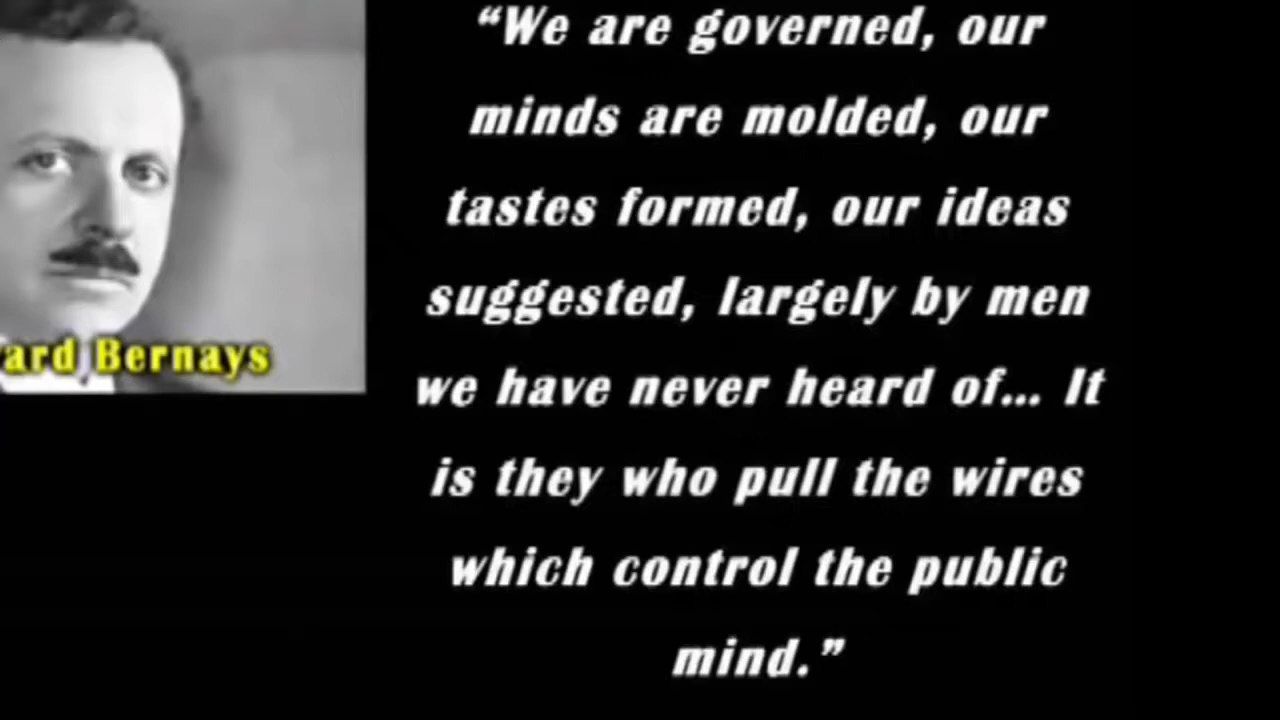 “We are governed, our
minds are molded, our
tastes formed, our ideas
suggested, largely by men
we have never heard of... It
is they who pull the wires
which control the public
mind.”
ard Bernays